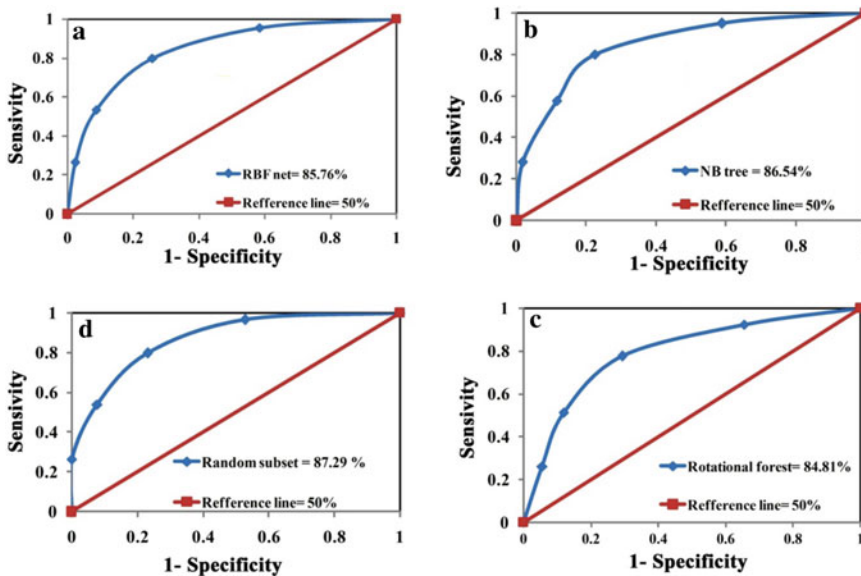 a
Sensivity
1
0.8
0.6
0.4
0.2
0
RBF net= 85.76%
Refference line= 50%
0 0.2 0.4 0.6 0.8 1
1- Specificity
b
Sensivity
1
0.8
0.6
0.4
0.2
0
NB tree = 86.54%
Refference line= 50%
0 0.2 0.4 0.6 0.8
1- Specificity
d
Sensivity
1
0.8
0.6
0.4
0.2
0
Random subset = 87.29 %
Refference line= 50%
0 0.2 0.4 0.6 0.8 1
1- Specificity
c
Sensivity
1
0.8
0.6
0.4
0.2
0
Rotational forest= 84.81%
Refference line= 50%
0 0.2 0.4 0.6 0.8 1
1- Specificity